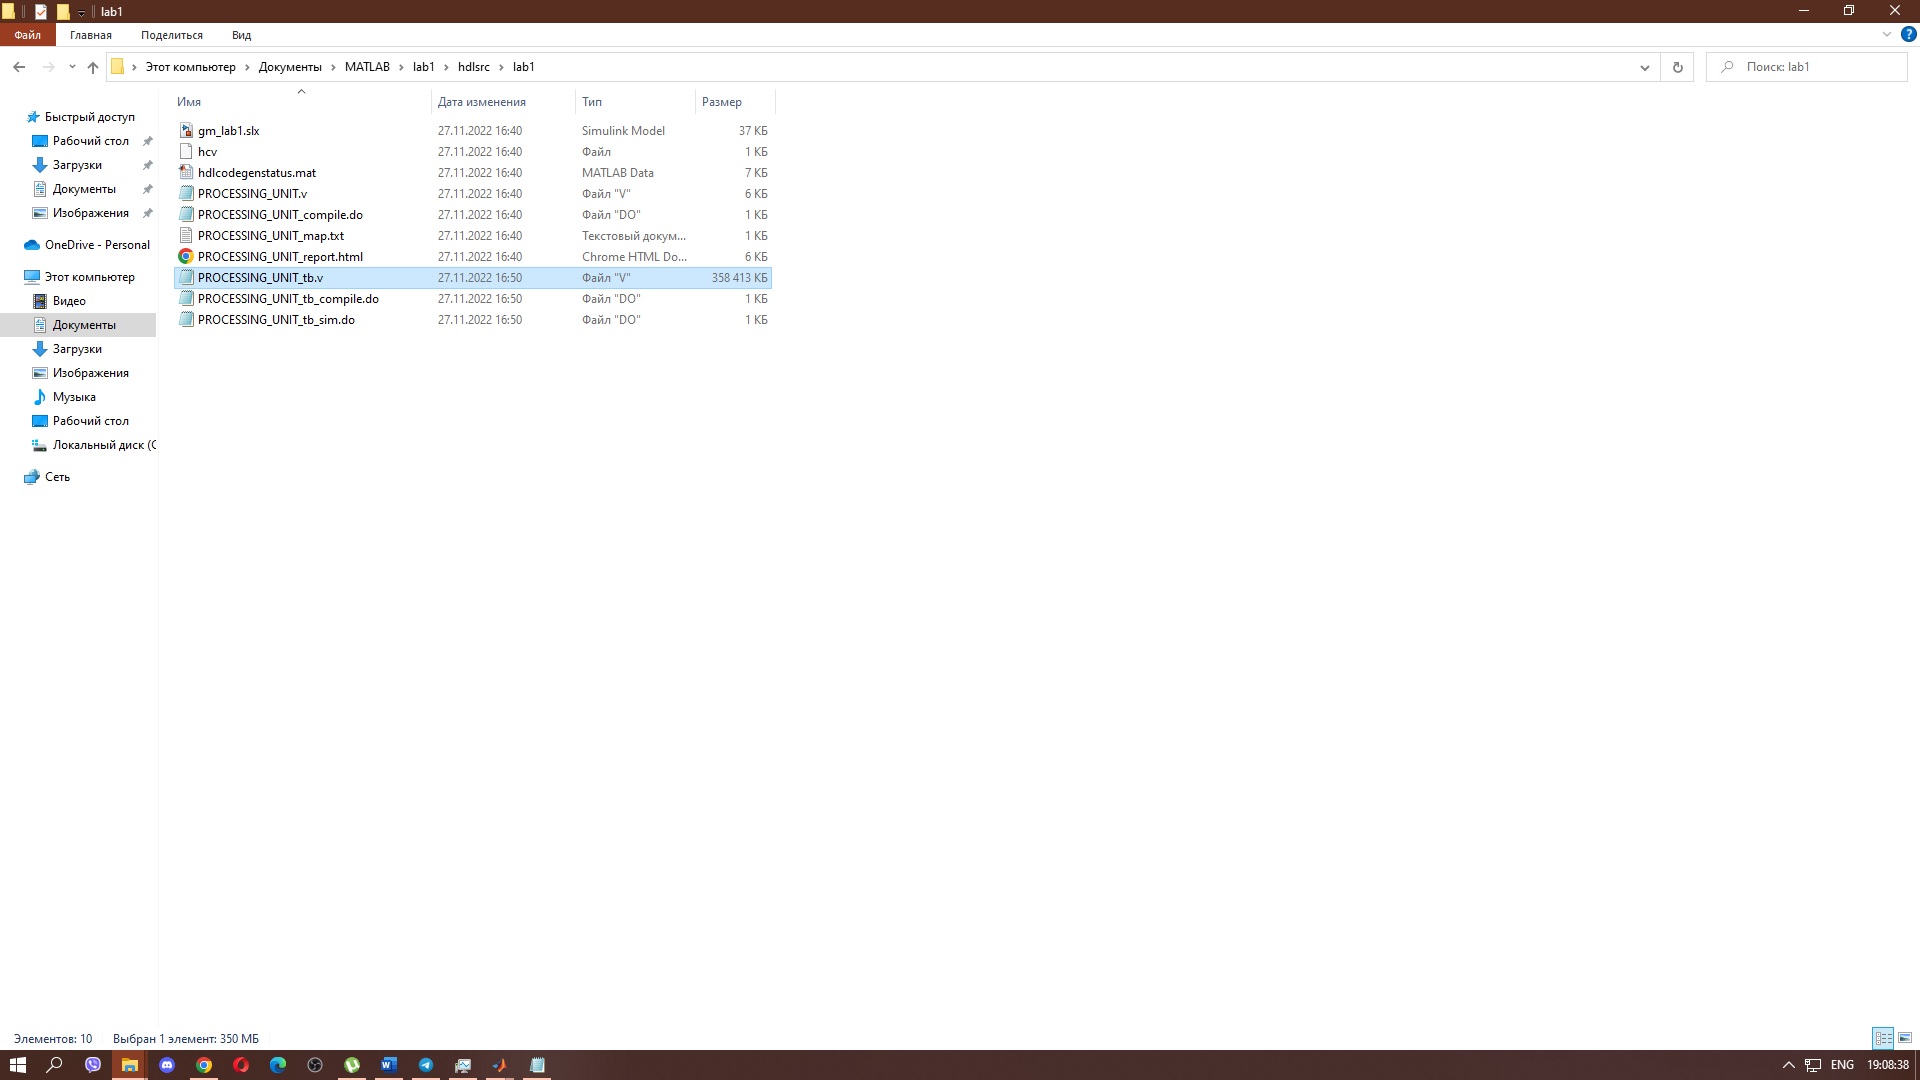 lab1
Файл Главная Поделиться Вид
Этот компьютер Документы MATLAB lab1 hdlsrc lab1 Поиск: lab1
Имя Дата изменения Тип Размер
gm_lab1.slx 27.11.2022 16:40 Simulink Model 37 КБ
hcv 27.11.2022 16:40 Файл 1 КБ
hdlcodegenstatus.mat 27.11.2022 16:40 MATLAB Data 7 КБ
PROCESSING_UNIT.v 27.11.2022 16:40 Файл "V" 6 КБ
PROCESSING_UNIT_compile.do 27.11.2022 16:40 Файл "DO" 1 КБ
PROCESSING_UNIT_map.txt 27.11.2022 16:40 Текстовый докум... 1 КБ
PROCESSING_UNIT_report.html 27.11.2022 16:40 Chrome HTML Do... 6 КБ
PROCESSING_UNIT_tb.v 27.11.2022 16:50 Файл "V" 358 413 КБ
PROCESSING_UNIT_tb_compile.do 27.11.2022 16:50 Файл "DO" 1 КБ
PROCESSING_UNIT_tb_sim.do 27.11.2022 16:50 Файл "DO" 1 КБ
Быстрый доступ
Рабочий стол
Загрузки
Документы
Изображения
OneDrive - Personal
Этот компьютер
Видео
Документы
Загрузки
Изображения
Музыка
Рабочий стол
Локальный диск (C
Сеть
Элементов: 10 Выбран 1 элемент: 350 МБ
ENG 19:08:38